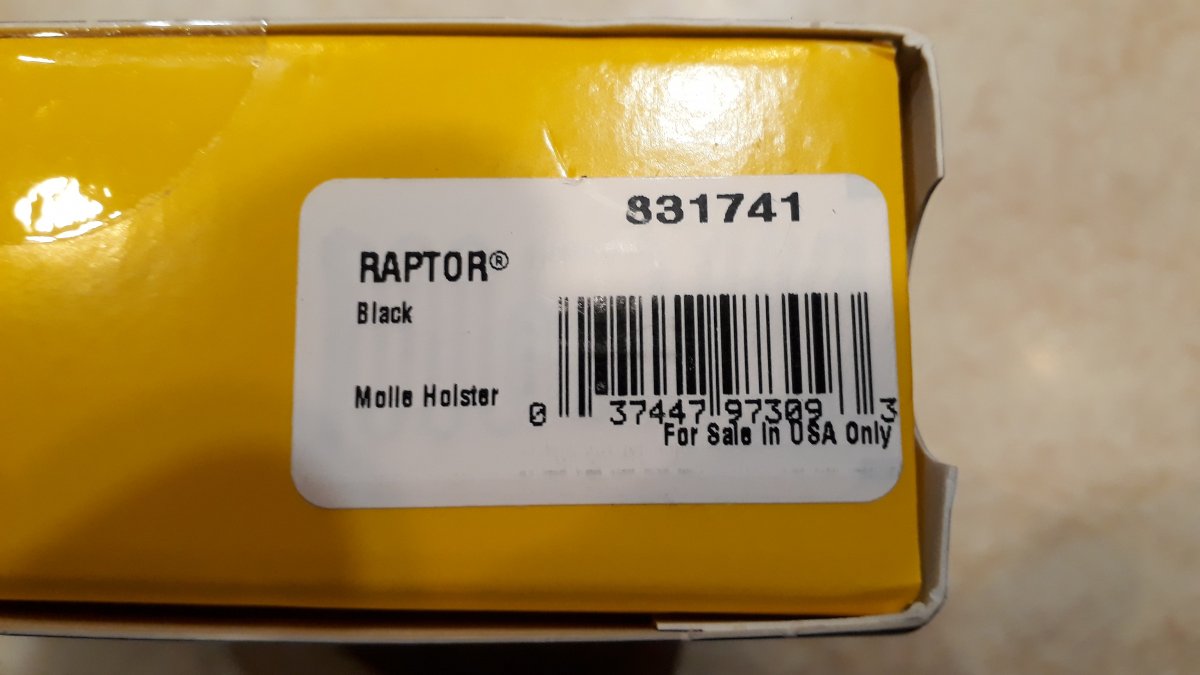 831741
RAPTOR®
Black
Molle Holster
0 37447 97309 3
For Sale in USA Only